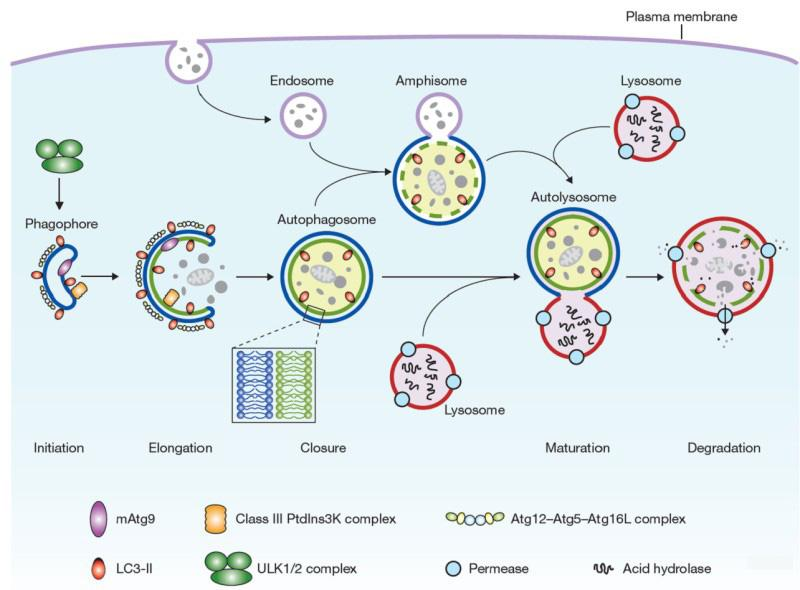 Plasma membrane
Endosome
Amphisome
Lysosome
Phagophore
Autophagosome
Autolysosome
Lysosome
Initiation
Elongation
Closure
Maturation
Degradation
mAtg9
Class III PtdIns3K complex
Atg12–Atg5–Atg16L complex
LC3-II
ULK1/2 complex
Permease
Acid hydrolase